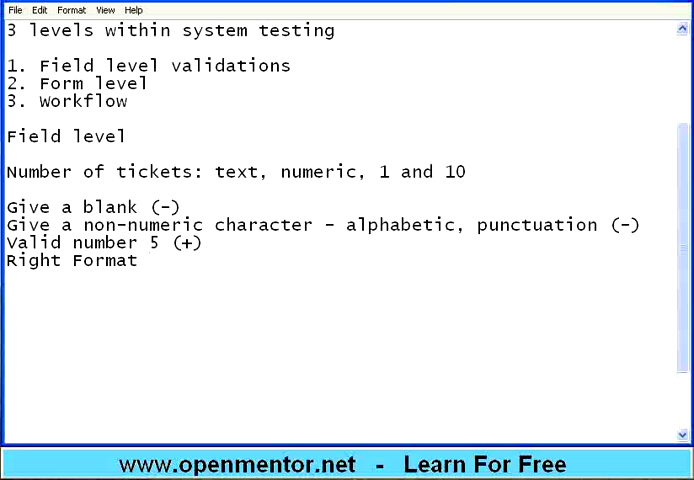 File Edit Format View Help
3 levels within system testing
1. Field level validations
2. Form level
3. Workflow
Field level
Number of tickets: text, numeric, 1 and 10
Give a blank (-)
Give a non-numeric character - alphabetic, punctuation (-)
Valid number 5 (+)
Right Format
www.openmentor.net - Learn For Free